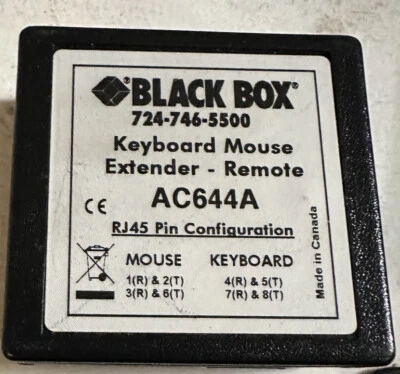 BLACK BOX®
724-746-5500
Keyboard Mouse
Extender - Remote
AC644A
CE
RJ45 Pin Configuration
MOUSE KEYBOARD
1(R) & 2(T) 4(R) & 5(T)
3(R) & 6(T) 7(R) & 8(T)
Made in Canada